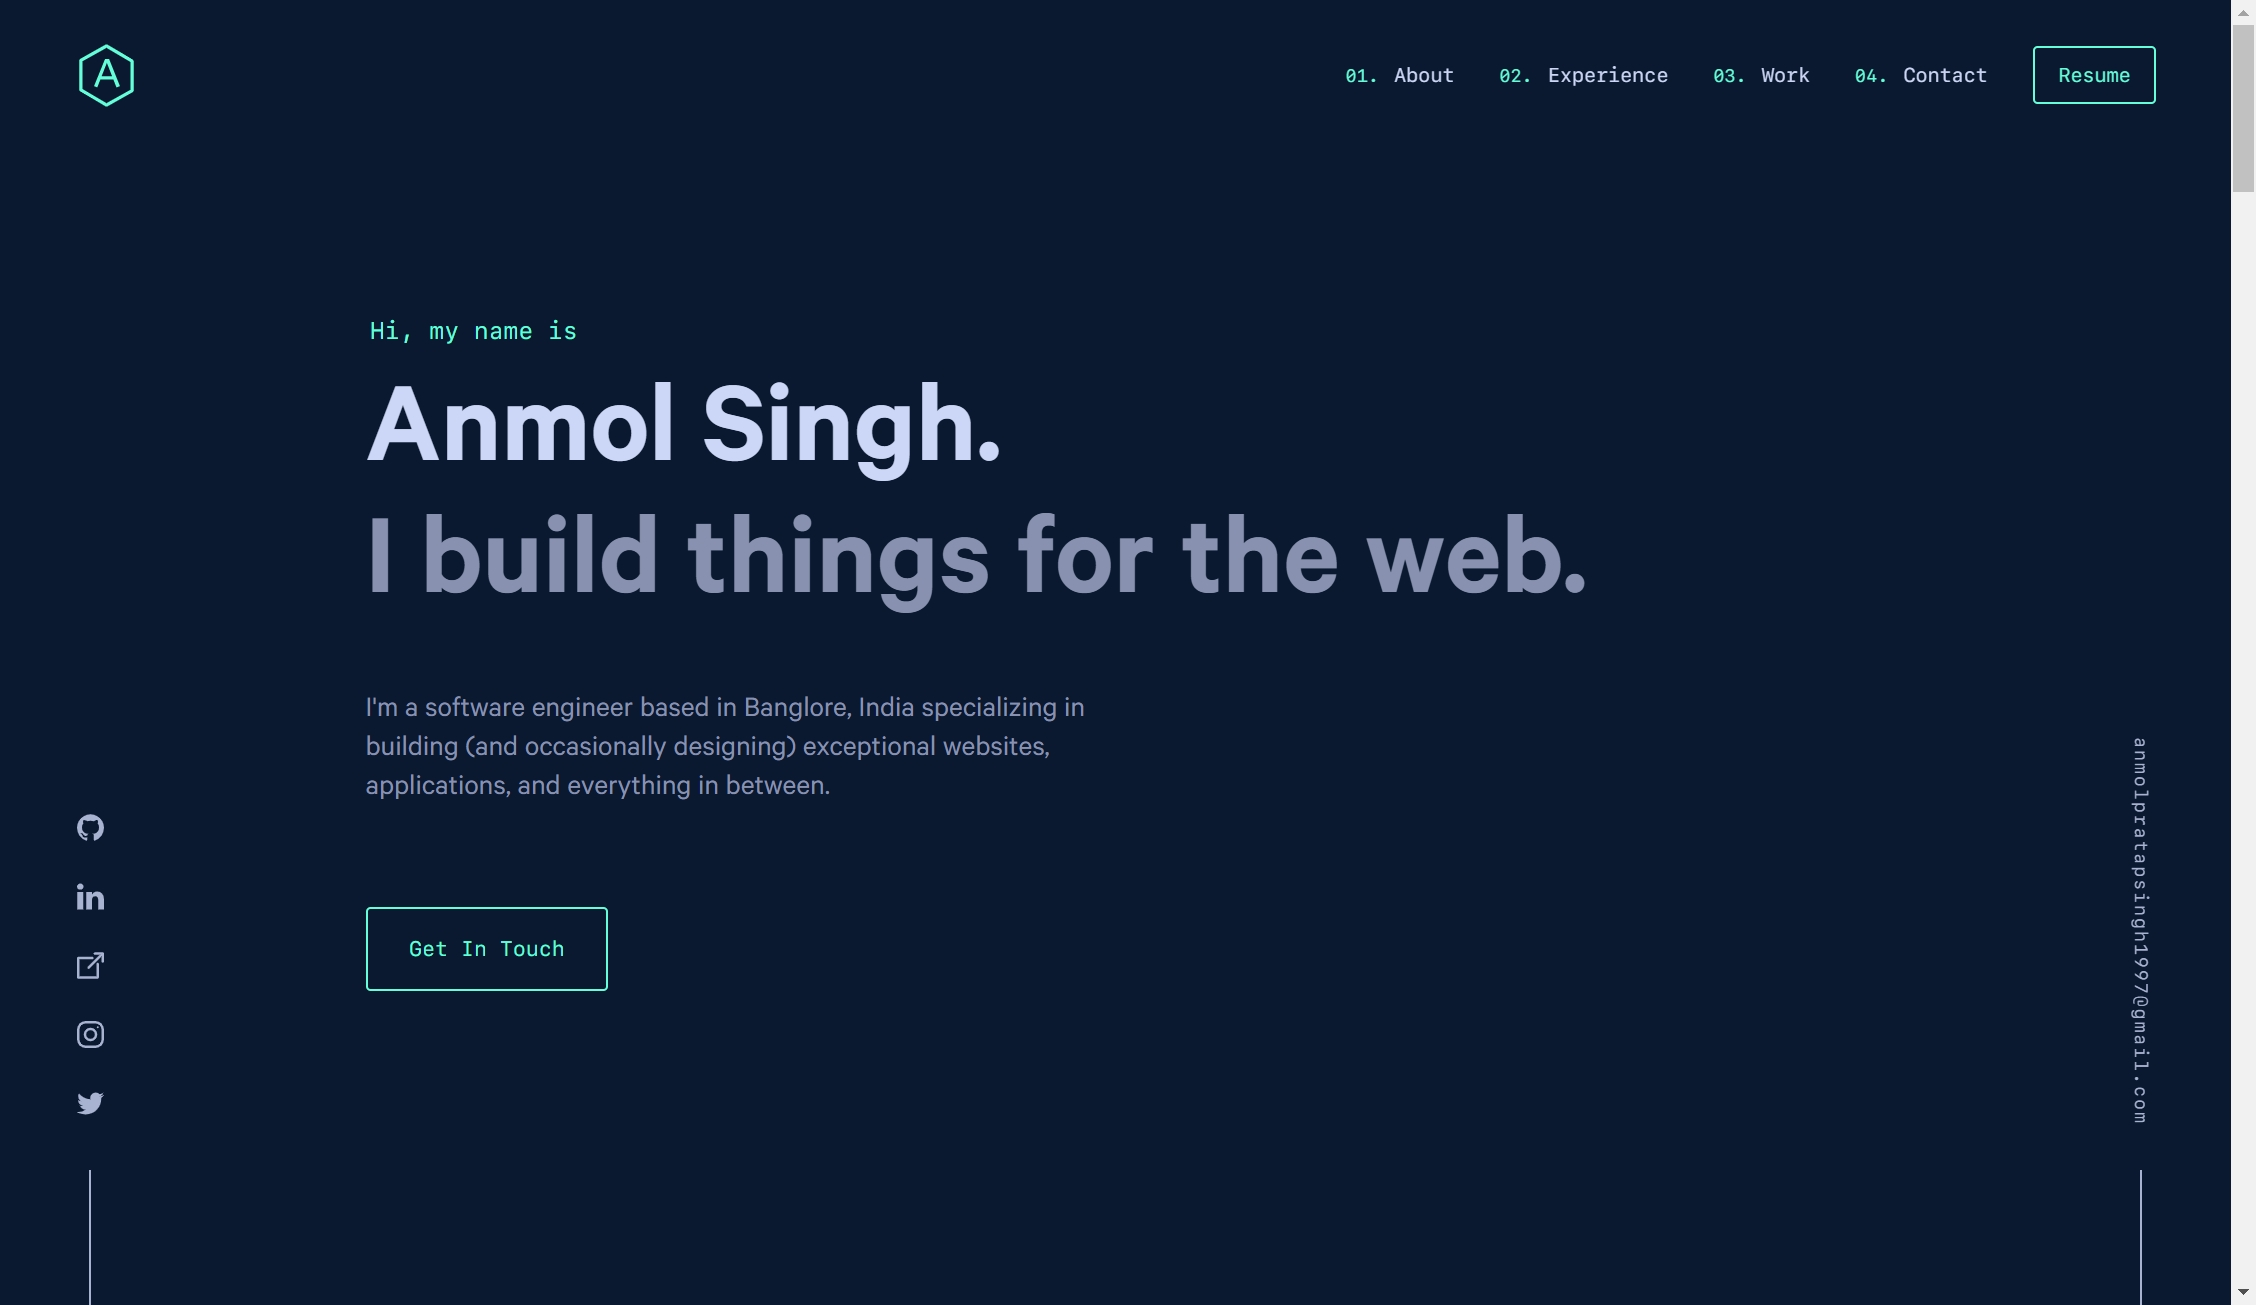 A
01. About 02. Experience 03. Work 04. Contact Resume
Hi, my name is
Anmol Singh.
I build things for the web.
I'm a software engineer based in Banglore, India specializing in
building (and occasionally designing) exceptional websites,
applications, and everything in between.
Get In Touch
in
anmolpratapsingh1997@gmail.com